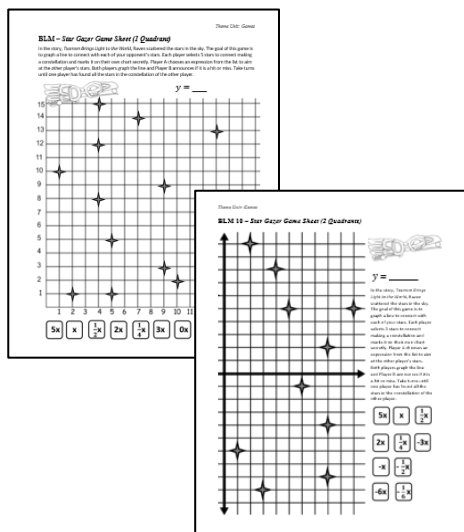 Theme Unit: Games
BLM – Star Gazer Game Sheet (1 Quadrant)
In the story, Txamsm Brings Light to the World, Raven scattered the stars in the sky. The goal of this game is
to graph a line to connect with each of your opponent's stars. Each player selects 5 stars to connect making
a constellation and marks it on their own chart secretly. Player A chooses an expression from the list to aim
at the other player's stars. Both players graph the line and Player B announces if it is a hit or miss. Take turns
until one player has found all the stars in the constellation of the other player.
y = ___
15
14
13
12
11
10
9
8
7
6
5
4
3
2
1
1 2 3 4 5 6 7 8 9 10 11
5x x 1/2x 2x 1/4x 3x 0x
Theme Unit: Games
BLM 10 – Star Gazer Game Sheet (2 Quadrants)
y = _____
In the story, Txamsm Brings
Light to the World, Raven
scattered the stars in the sky.
The goal of this game is to
graph a line to connect with
each of your stars. Each player
selects 5 stars to connect
making a constellation and
marks it on their own chart
secretly. Player A chooses an
expression from the list to aim
at the other player's stars.
Both players graph the line
and Player B announces if it is
a hit or miss. Take turns until
one player has found all the
stars in the constellation of the
other player.
5x x 1/2x
2x 1/4x -3x
-x -1/2x
-6x -1/6x